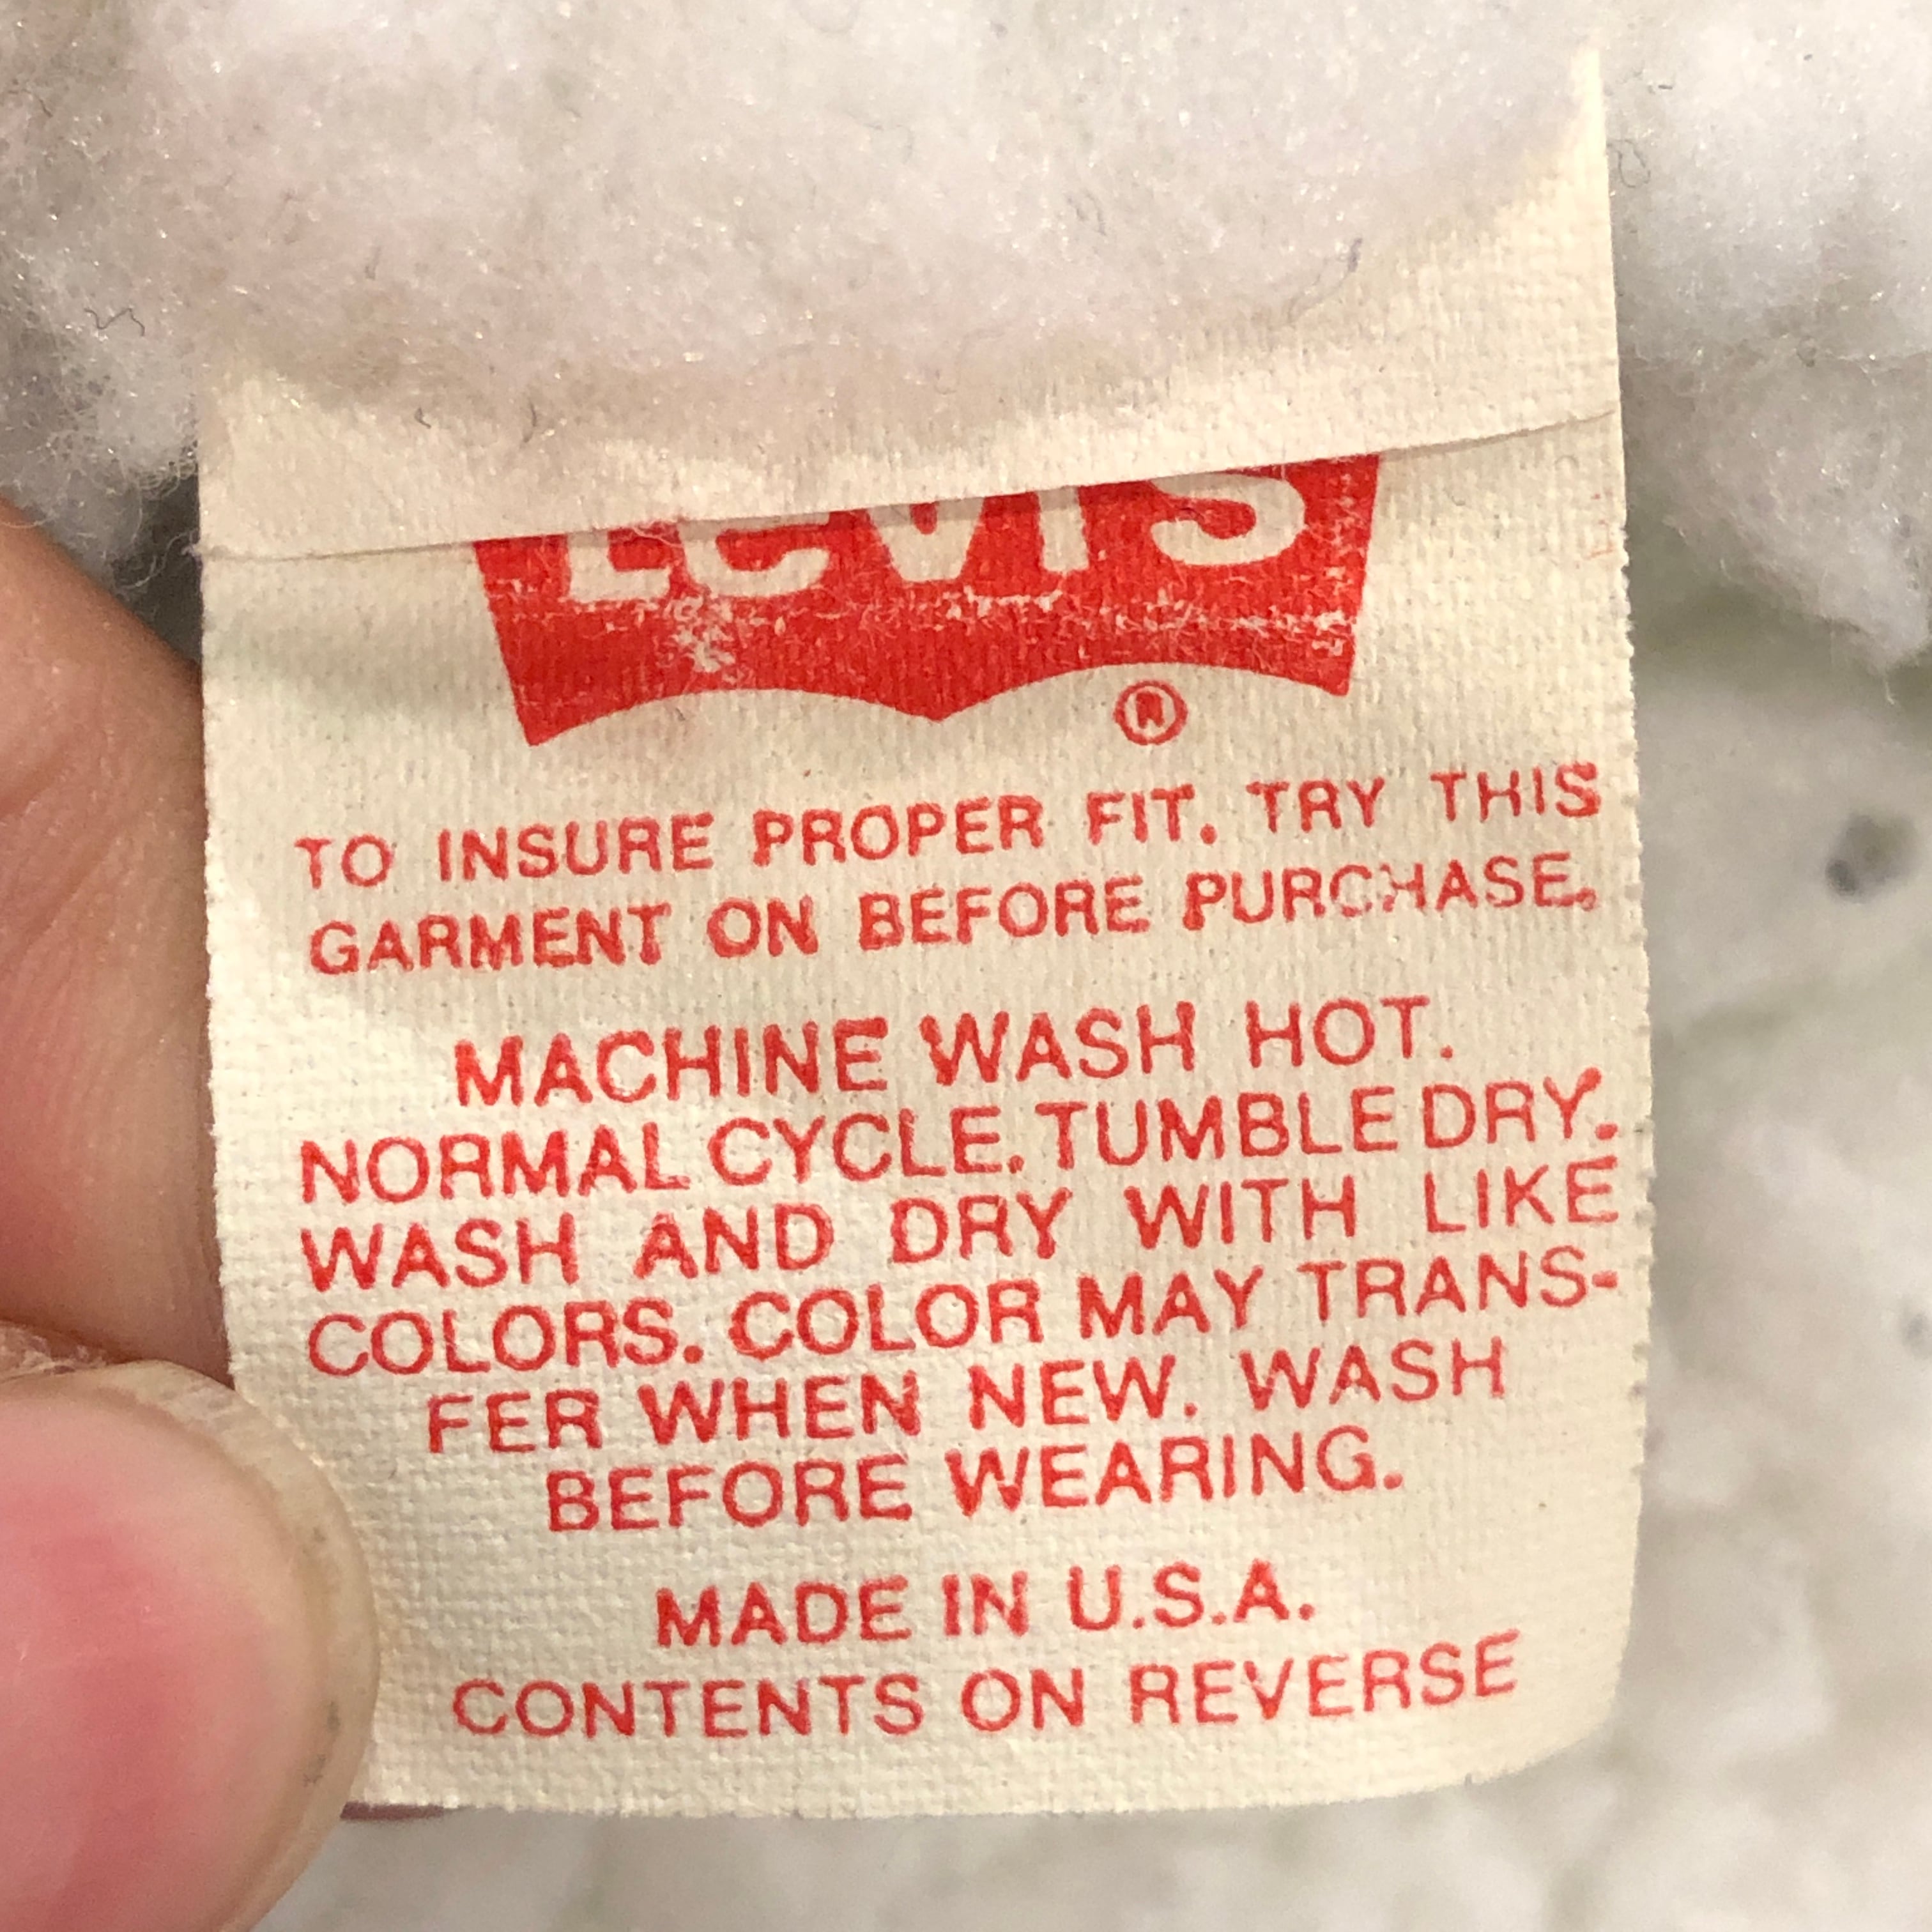 Levi's
®
TO INSURE PROPER FIT. TRY THIS
GARMENT ON BEFORE PURCHASE.
MACHINE WASH HOT.
NORMAL CYCLE. TUMBLE DRY.
WASH AND DRY WITH LIKE
COLORS. COLOR MAY TRANS-
FER WHEN NEW. WASH
BEFORE WEARING.
MADE IN U.S.A.
CONTENTS ON REVERSE